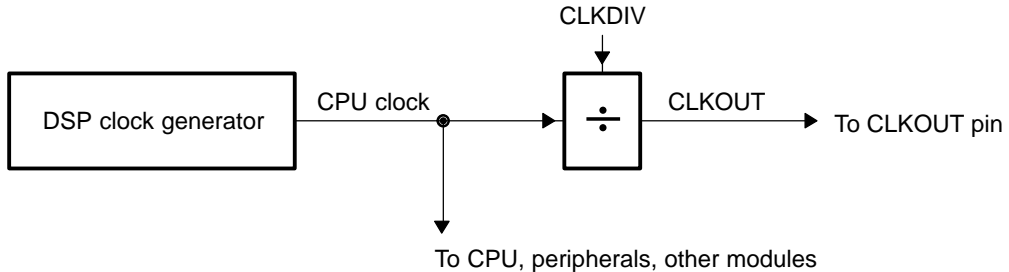 CLKDIV
DSP clock generator
CPU clock
÷
CLKOUT
To CLKOUT pin
To CPU, peripherals, other modules